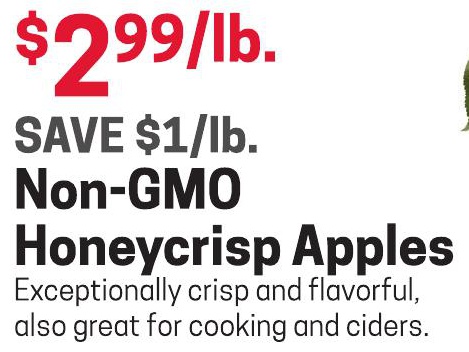 $2.99/lb.
SAVE $1/lb.
Non-GMO
Honeycrisp Apples
Exceptionally crisp and flavorful,
also great for cooking and ciders.